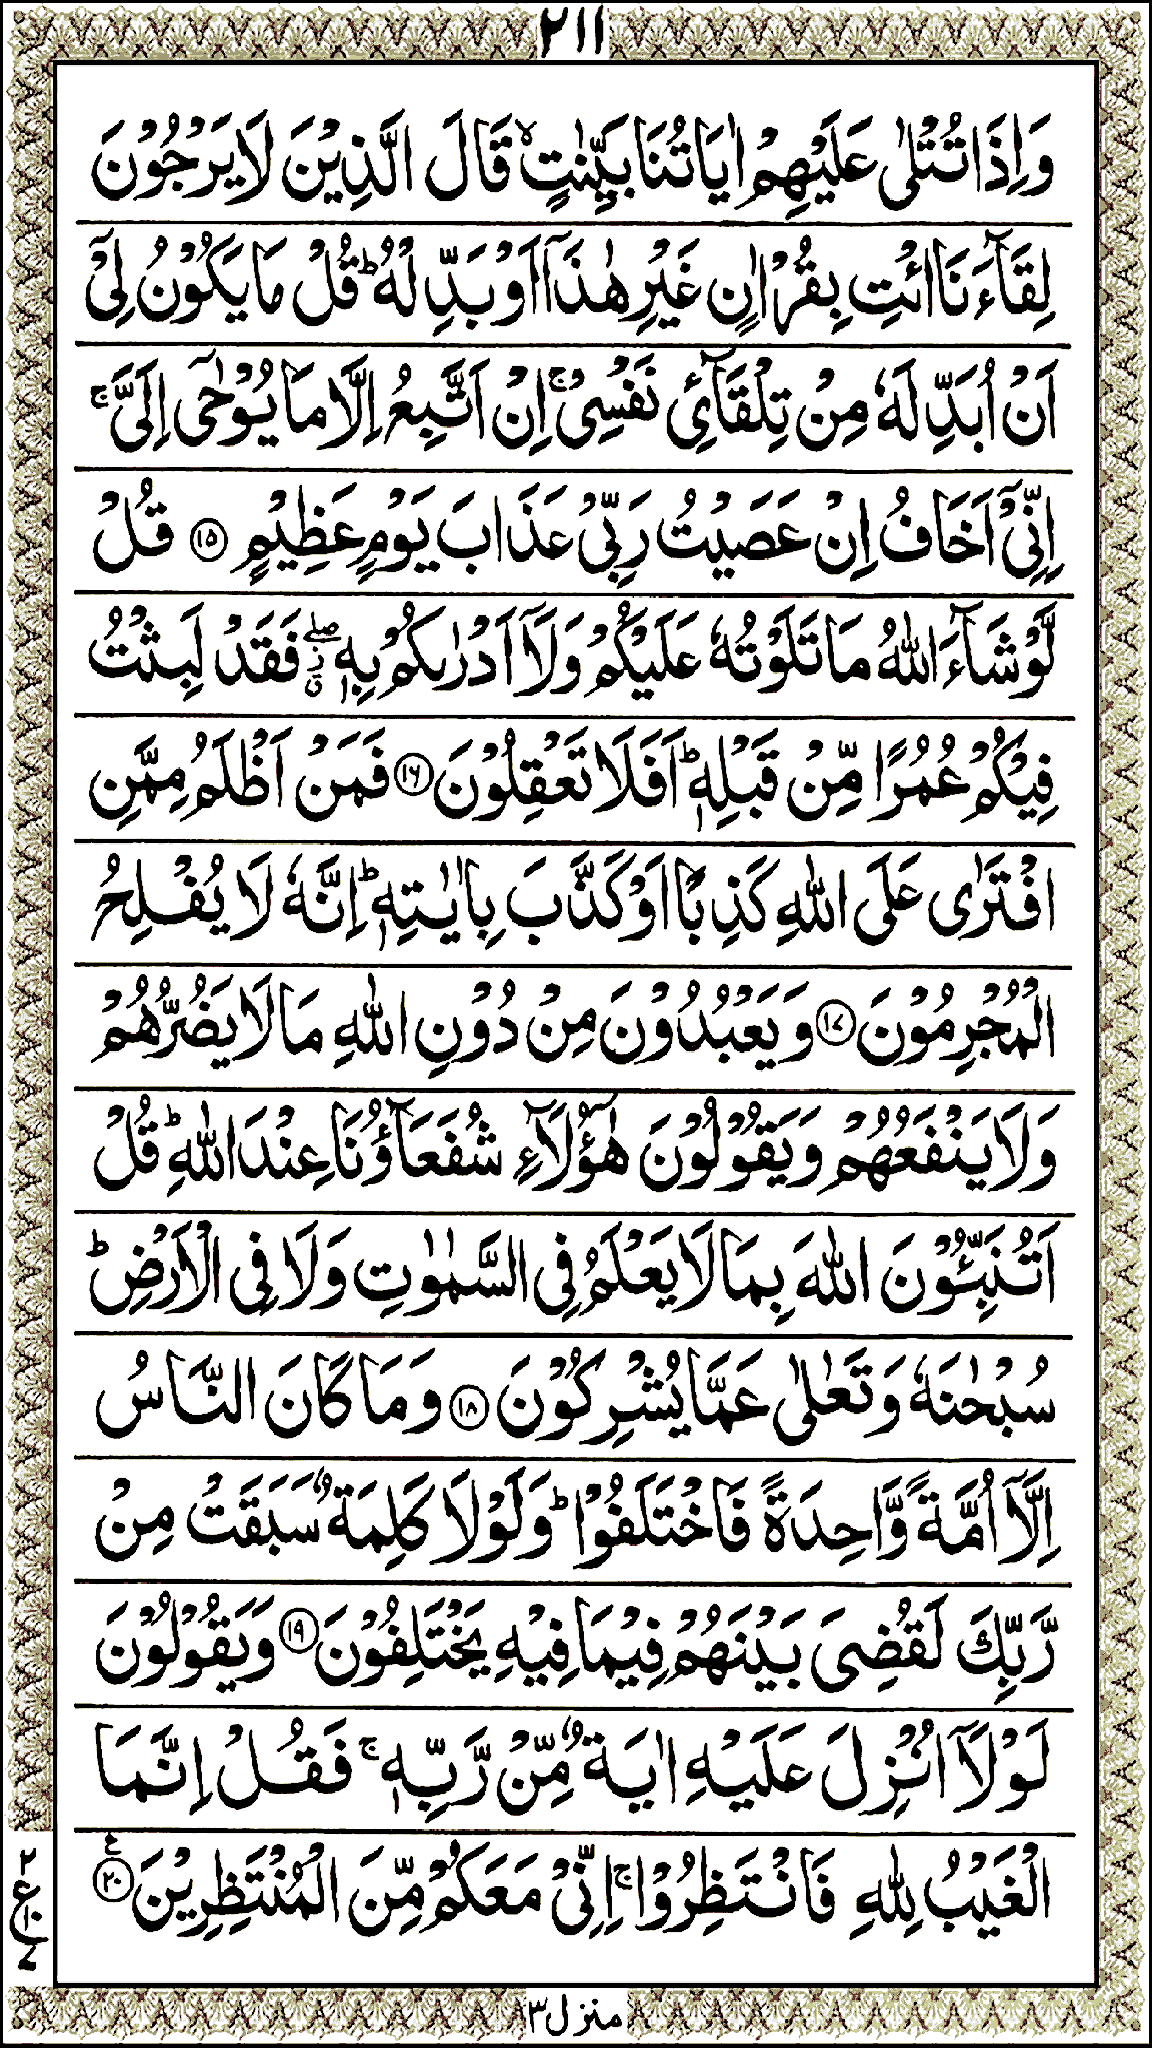 ٢١١
وَاِذَا تُتْلٰى عَلَيْهِمْ اٰيَاتُنَا بَيِّنٰتٍ ۙ قَالَ الَّذِيْنَ لَا يَرْجُوْنَ
لِقَآءَنَا ائْتِ بِقُرْاٰنٍ غَيْرِ هٰذَآ اَوْ بَدِّلْهُ ؕ قُلْ مَا يَكُوْنُ لِيْٓ
اَنْ اُبَدِّلَهٗ مِنْ تِلْقَآئِ نَفْسِيْ ۚ اِنْ اَتَّبِعُ اِلَّا مَا يُوْحٰٓى اِلَيَّ ۚ
اِنِّيْٓ اَخَافُ اِنْ عَصَيْتُ رَبِّيْ عَذَابَ يَوْمٍ عَظِيْمٍ ﴿١٥﴾ قُلْ
لَّوْ شَآءَ اللّٰهُ مَا تَلَوْتُهٗ عَلَيْكُمْ وَلَآ اَدْرٰىكُمْ بِهٖ ۖ ز فَقَدْ لَبِثْتُ
فِيْكُمْ عُمُرًا مِّنْ قَبْلِهٖ ؕ اَفَلَا تَعْقِلُوْنَ ﴿١٦﴾ فَمَنْ اَظْلَمُ مِمَّنِ
افْتَرٰى عَلَى اللّٰهِ كَذِبًا اَوْ كَذَّبَ بِاٰيٰتِهٖ ؕ اِنَّهٗ لَا يُفْلِحُ
الْمُجْرِمُوْنَ ﴿١٧﴾ وَيَعْبُدُوْنَ مِنْ دُوْنِ اللّٰهِ مَا لَا يَضُرُّهُمْ
وَلَا يَنْفَعُهُمْ وَيَقُوْلُوْنَ هٰٓؤُلَآءِ شُفَعَآؤُنَا عِنْدَ اللّٰهِ ؕ قُلْ
اَتُنَبِّـُٔوْنَ اللّٰهَ بِمَا لَا يَعْلَمُ فِي السَّمٰوٰتِ وَلَا فِي الْاَرْضِ ؕ
سُبْحٰنَهٗ وَتَعٰلٰى عَمَّا يُشْرِكُوْنَ ﴿١٨﴾ وَمَا كَانَ النَّاسُ
اِلَّآ اُمَّةً وَّاحِدَةً فَاخْتَلَفُوْا ؕ وَلَوْلَا كَلِمَةٌ سَبَقَتْ مِنْ
رَّبِّكَ لَقُضِيَ بَيْنَهُمْ فِيْمَا فِيْهِ يَخْتَلِفُوْنَ ﴿١٩﴾ وَيَقُوْلُوْنَ
لَوْلَآ اُنْزِلَ عَلَيْهِ اٰيَةٌ مِّنْ رَّبِّهٖ ۚ فَقُلْ اِنَّمَا
الْغَيْبُ لِلّٰهِ فَانْتَظِرُوْا ۚ اِنِّيْ مَعَكُمْ مِّنَ الْمُنْتَظِرِيْنَ ﴿٢٠﴾ ع
٢
ع١٠
٧
منزل ٣